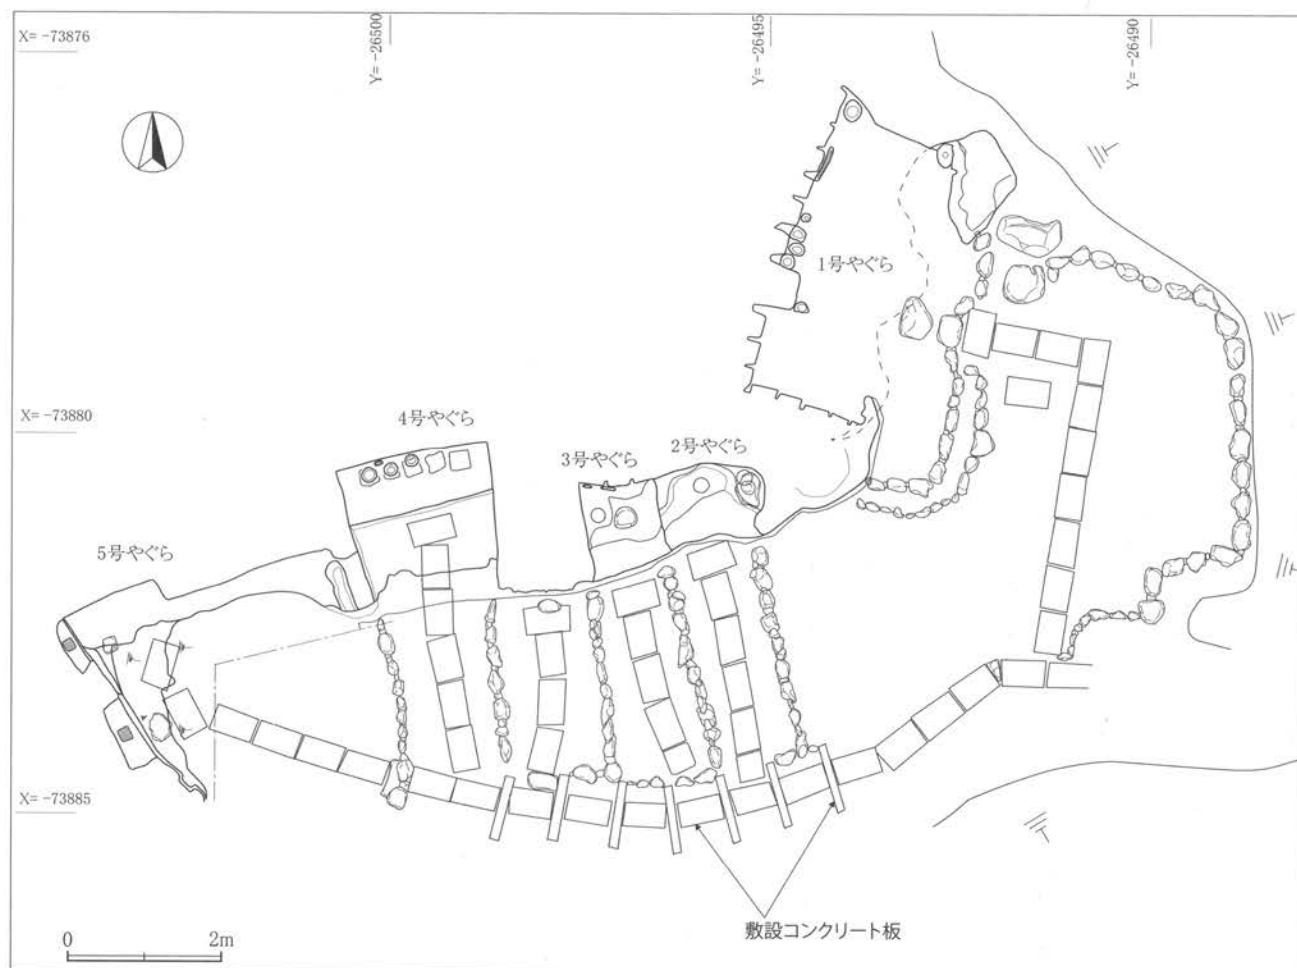 X= -73876
Y= -26500
Y= -26495
Y= -26490
1号やぐら
X= -73880
4号やぐら
3号やぐら
2号やぐら
5号やぐら
X= -73885
敷設コンクリート板
0 2m